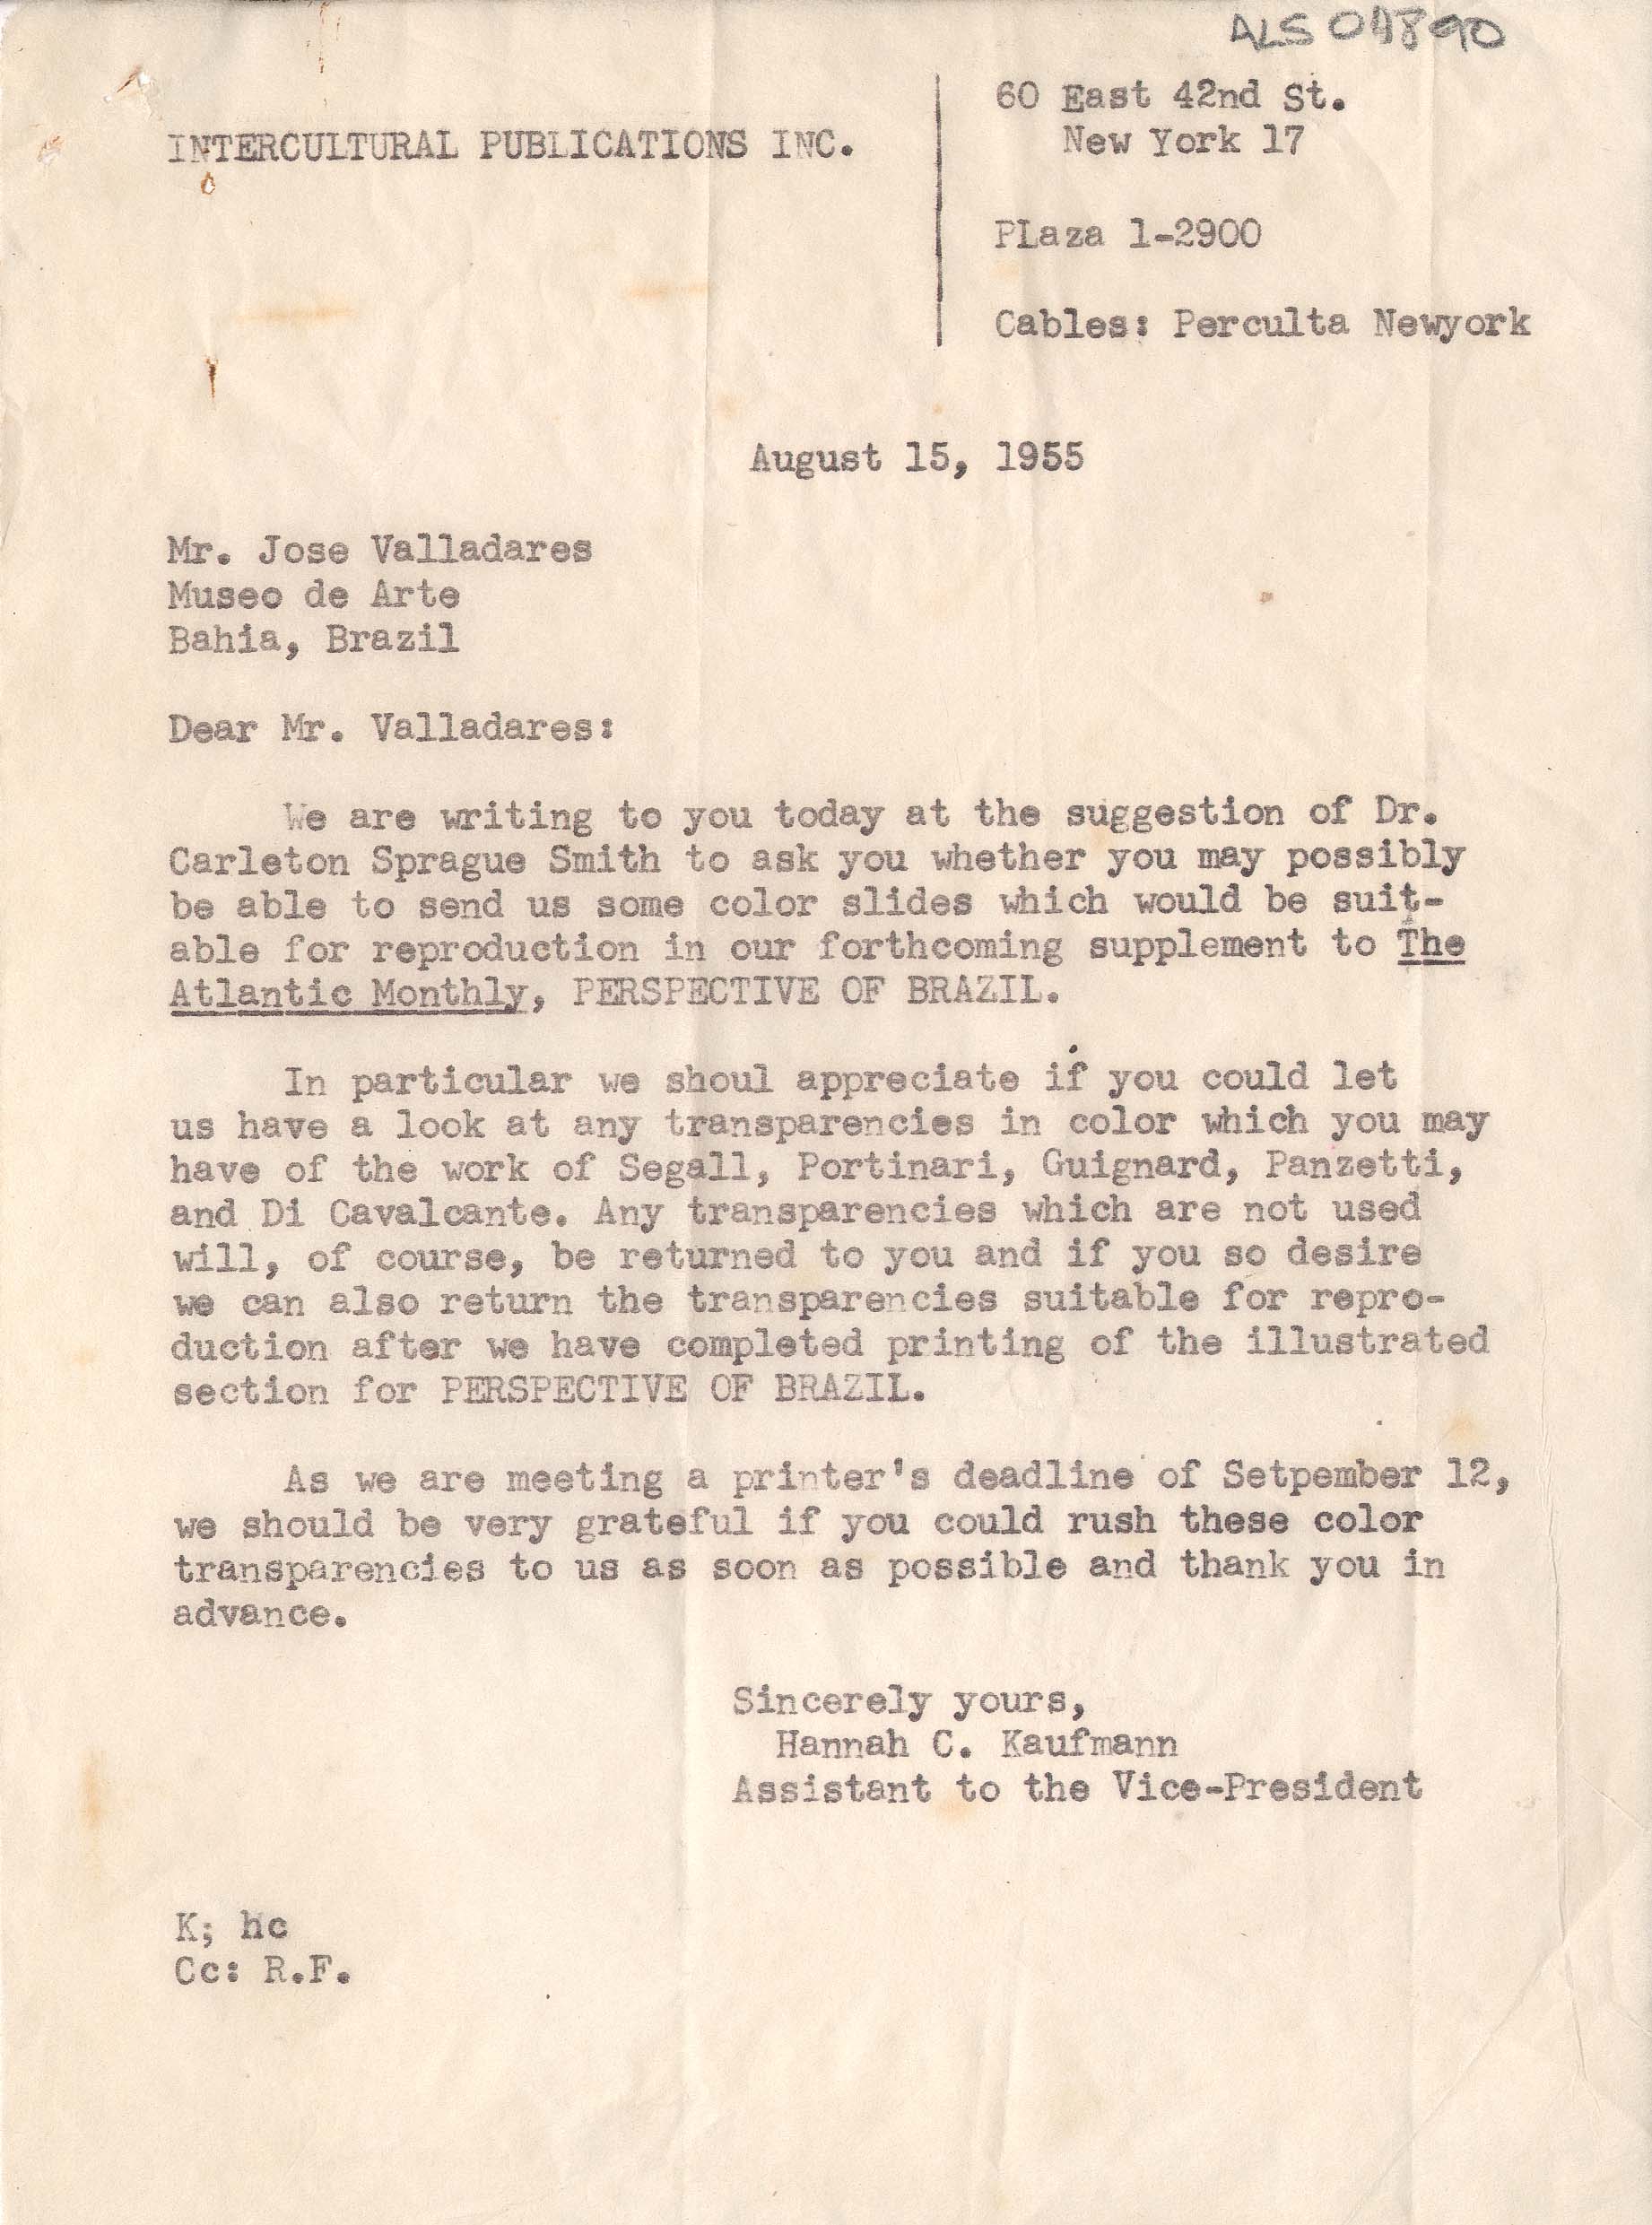 ALS 04890
INTERCULTURAL PUBLICATIONS INC.
60 East 42nd St.
New York 17
PLaza 1-2900
Cables: Perculta Newyork
August 15, 1955
Mr. Jose Valladares
Museo de Arte
Bahia, Brazil
Dear Mr. Valladares:
We are writing to you today at the suggestion of Dr.
Carleton Sprague Smith to ask you whether you may possibly
be able to send us some color slides which would be suit-
able for reproduction in our forthcoming supplement to The
Atlantic Monthly, PERSPECTIVE OF BRAZIL.
In particular we shoul appreciate if you could let
us have a look at any transparencies in color which you may
have of the work of Segall, Portinari, Guignard, Panzetti,
and Di Cavalcante. Any transparencies which are not used
will, of course, be returned to you and if you so desire
we can also return the transparencies suitable for repro-
duction after we have completed printing of the illustrated
section for PERSPECTIVE OF BRAZIL.
As we are meeting a printer's deadline of Setpember 12,
we should be very grateful if you could rush these color
transparencies to us as soon as possible and thank you in
advance.
Sincerely yours,
Hannah C. Kaufmann
Assistant to the Vice-President
K; hc
Cc: R.F.